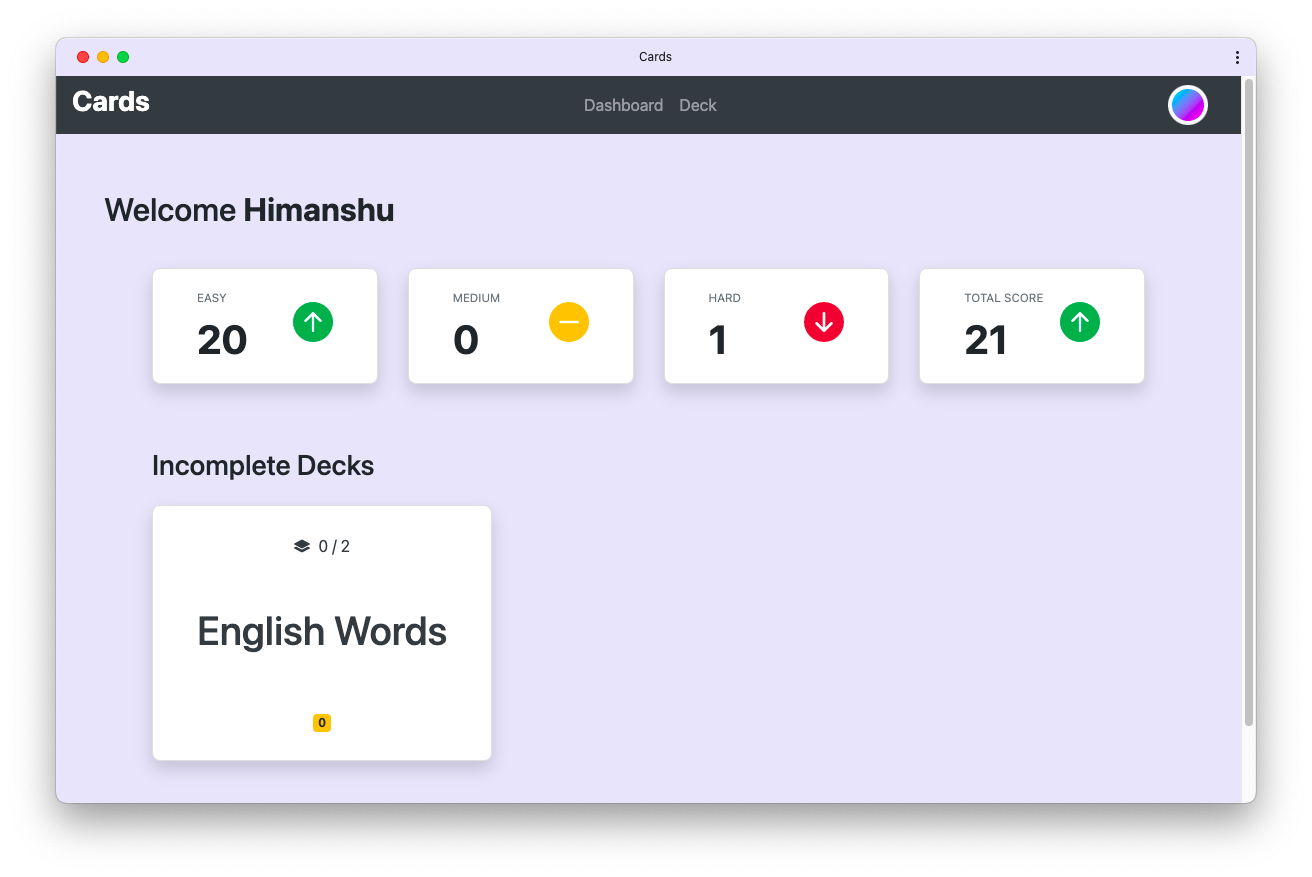 Cards
Cards
Dashboard Deck
Welcome Himanshu
EASY
20
MEDIUM
0
HARD
1
TOTAL SCORE
21
Incomplete Decks
0 / 2
English Words
0